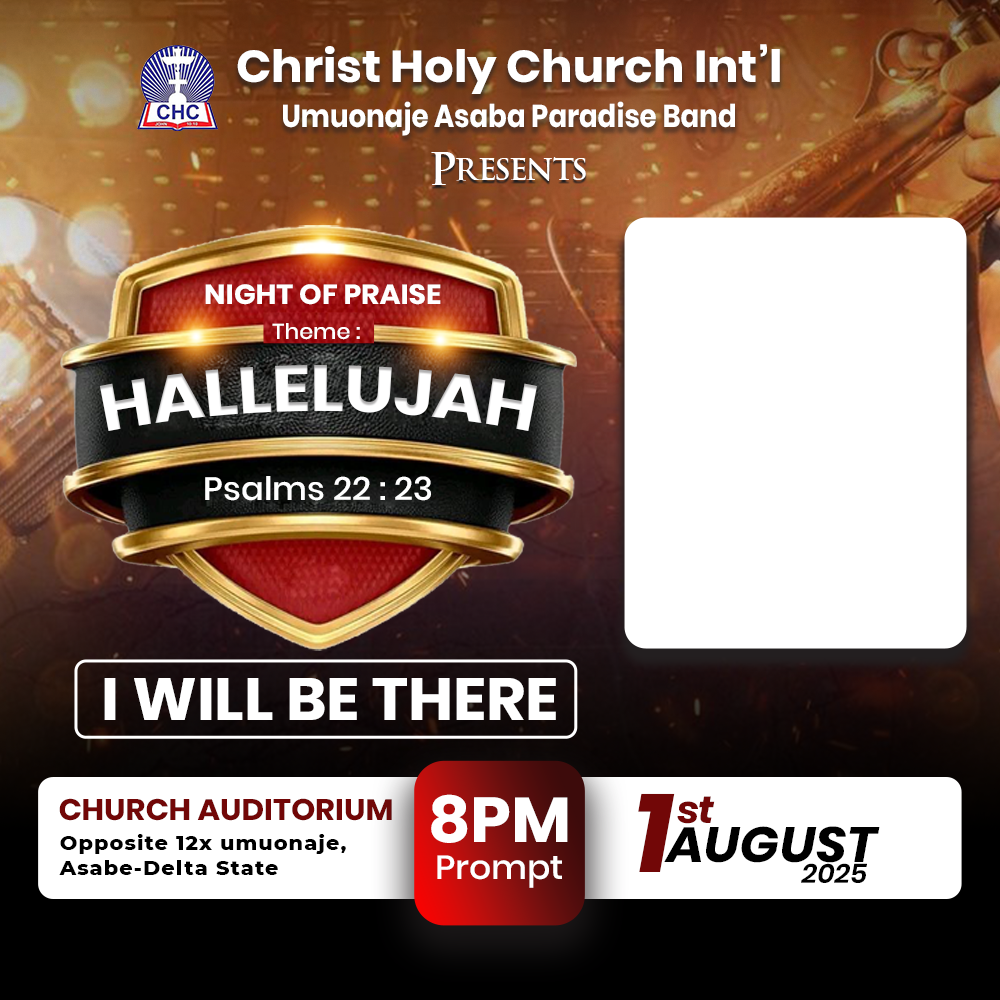 CHC
Christ Holy Church Int'l
Umuonaje Asaba Paradise Band
PRESENTS
NIGHT OF PRAISE
Theme :
HALLELUJAH
Psalms 22 : 23
I WILL BE THERE
CHURCH AUDITORIUM
Opposite 12x umuonaje,
Asabe-Delta State
8PM
Prompt
1st
AUGUST
2025